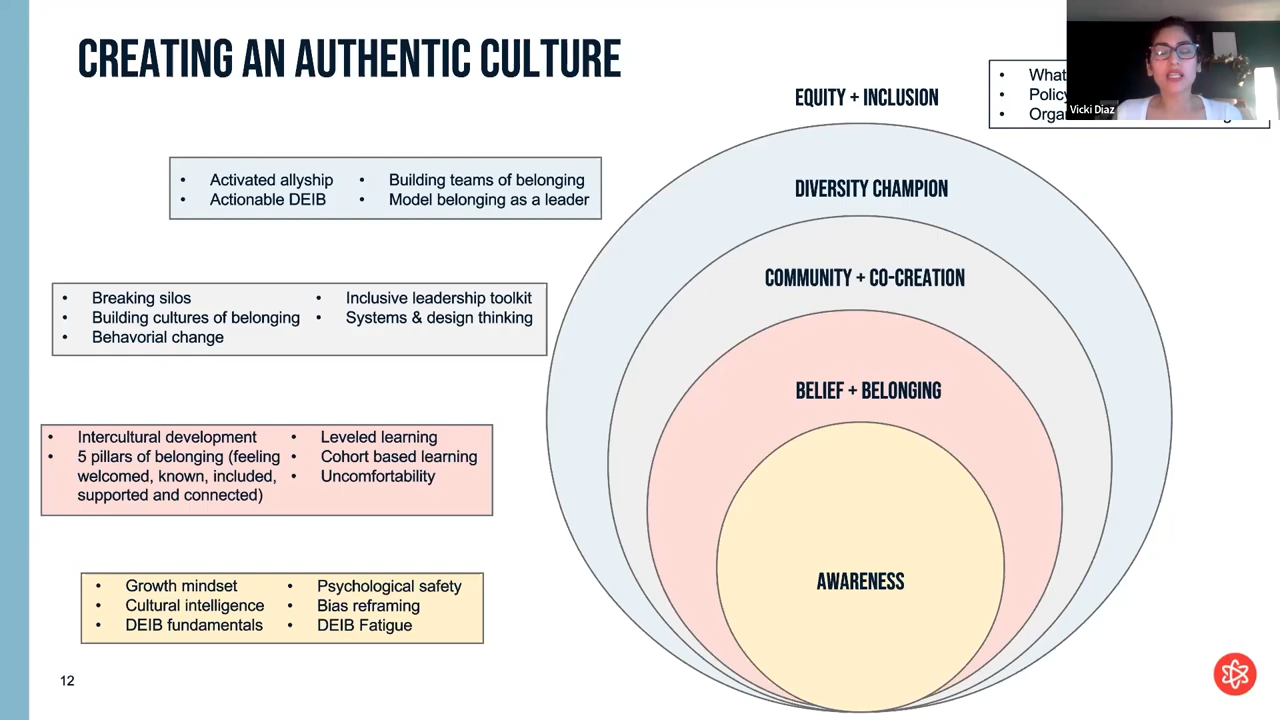 CREATING AN AUTHENTIC CULTURE
EQUITY + INCLUSION
What
Policy
Vicki Diaz
DIVERSITY CHAMPION
• Activated allyship
• Actionable DEIB
• Building teams of belonging
• Model belonging as a leader
COMMUNITY + CO-CREATION
• Breaking silos
• Building cultures of belonging
• Behavorial change
• Inclusive leadership toolkit
• Systems & design thinking
BELIEF + BELONGING
• Intercultural development
• 5 pillars of belonging (feeling
welcomed, known, included,
supported and connected)
• Leveled learning
• Cohort based learning
• Uncomfortability
AWARENESS
• Growth mindset
• Cultural intelligence
• DEIB fundamentals
• Psychological safety
• Bias reframing
• DEIB Fatigue
12